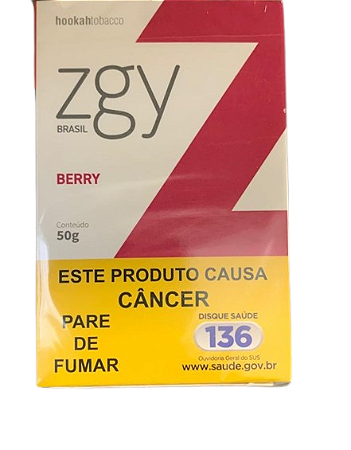 hookahtobacco
zgy
BRASIL
BERRY
Conteúdo
50g
ESTE PRODUTO CAUSA
CÂNCER
PARE
DE
FUMAR
DISQUE SAÚDE
136
Ouvidoria Geral do SUS
www.saude.gov.br